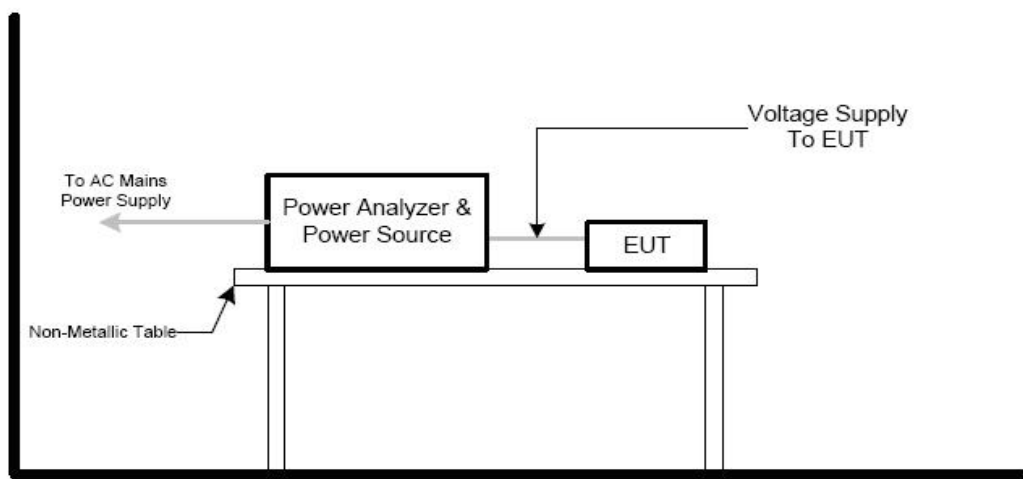 Voltage Supply
To EUT
To AC Mains
Power Supply
Power Analyzer &
Power Source
EUT
Non-Metallic Table